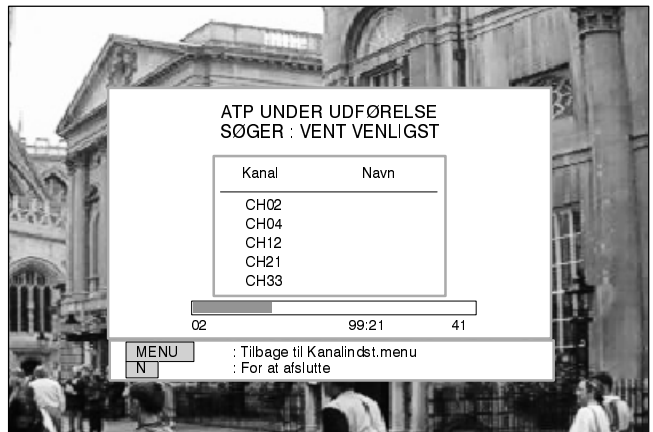 ATP UNDER UDFØRELSE
SØGER : VENT VENLIGST
Kanal Navn
CH02
CH04
CH12
CH21
CH33
02 99:21 41
MENU : Tilbage til Kanalindst.menu
N : For at afslutte